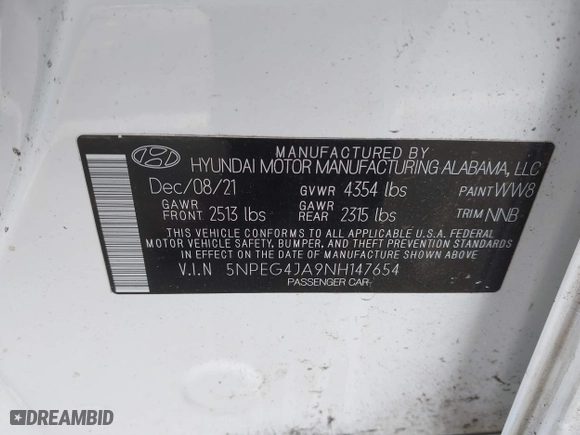 MANUFACTURED BY
HYUNDAI MOTOR MANUFACTURING ALABAMA, LLC
Dec/08/21 GVWR 4354 lbs PAINT WW8
GAWR FRONT 2513 lbs GAWR REAR 2315 lbs TRIM NNB
THIS VEHICLE CONFORMS TO ALL APPLICABLE U.S.A. FEDERAL
MOTOR VEHICLE SAFETY, BUMPER, AND THEFT PREVENTION STANDARDS
IN EFFECT ON THE DATE OF MANUFACTURE SHOWN ABOVE
V.I.N 5NPEG4JA9NH147654
PASSENGER CAR
DREAMBID